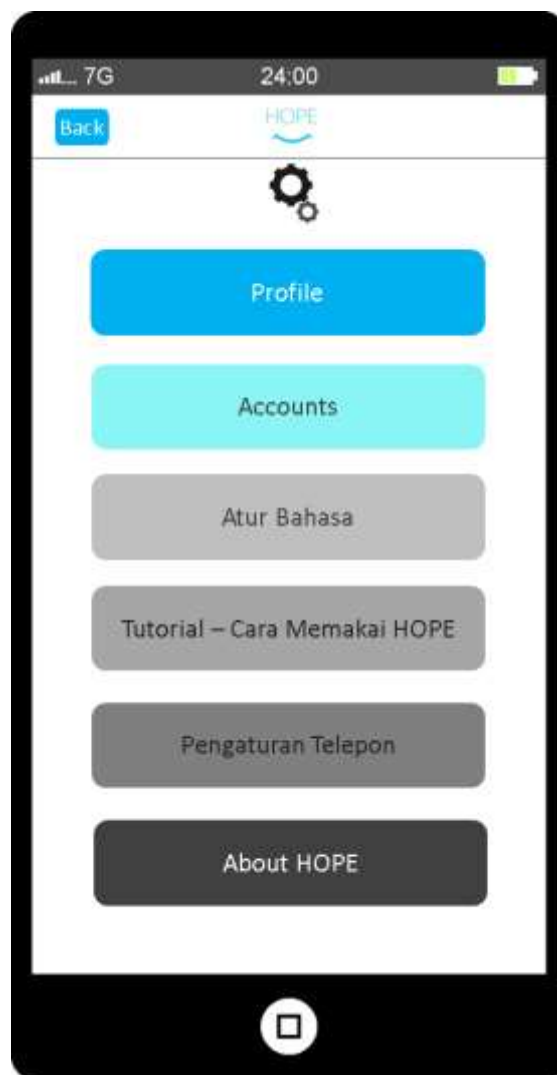 7G
24:00
Back
HOPE
Profile
Accounts
Atur Bahasa
Tutorial – Cara Memakai HOPE
Pengaturan Telepon
About HOPE